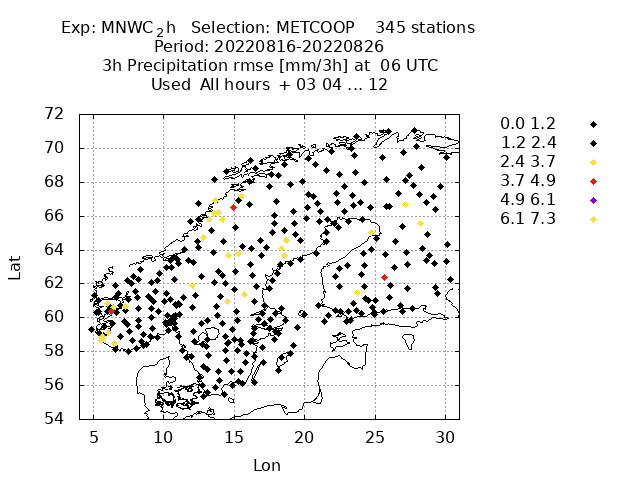 Exp: MNWC₂h Selection: METCOOP 345 stations
Period: 20220816-20220826
3h Precipitation rmse [mm/3h] at 06 UTC
Used All hours + 03 04 ... 12
72
70
68
66
64
62
60
58
56
54
Lat
5 10 15 20 25 30
Lon
0.0 1.2
1.2 2.4
2.4 3.7
3.7 4.9
4.9 6.1
6.1 7.3